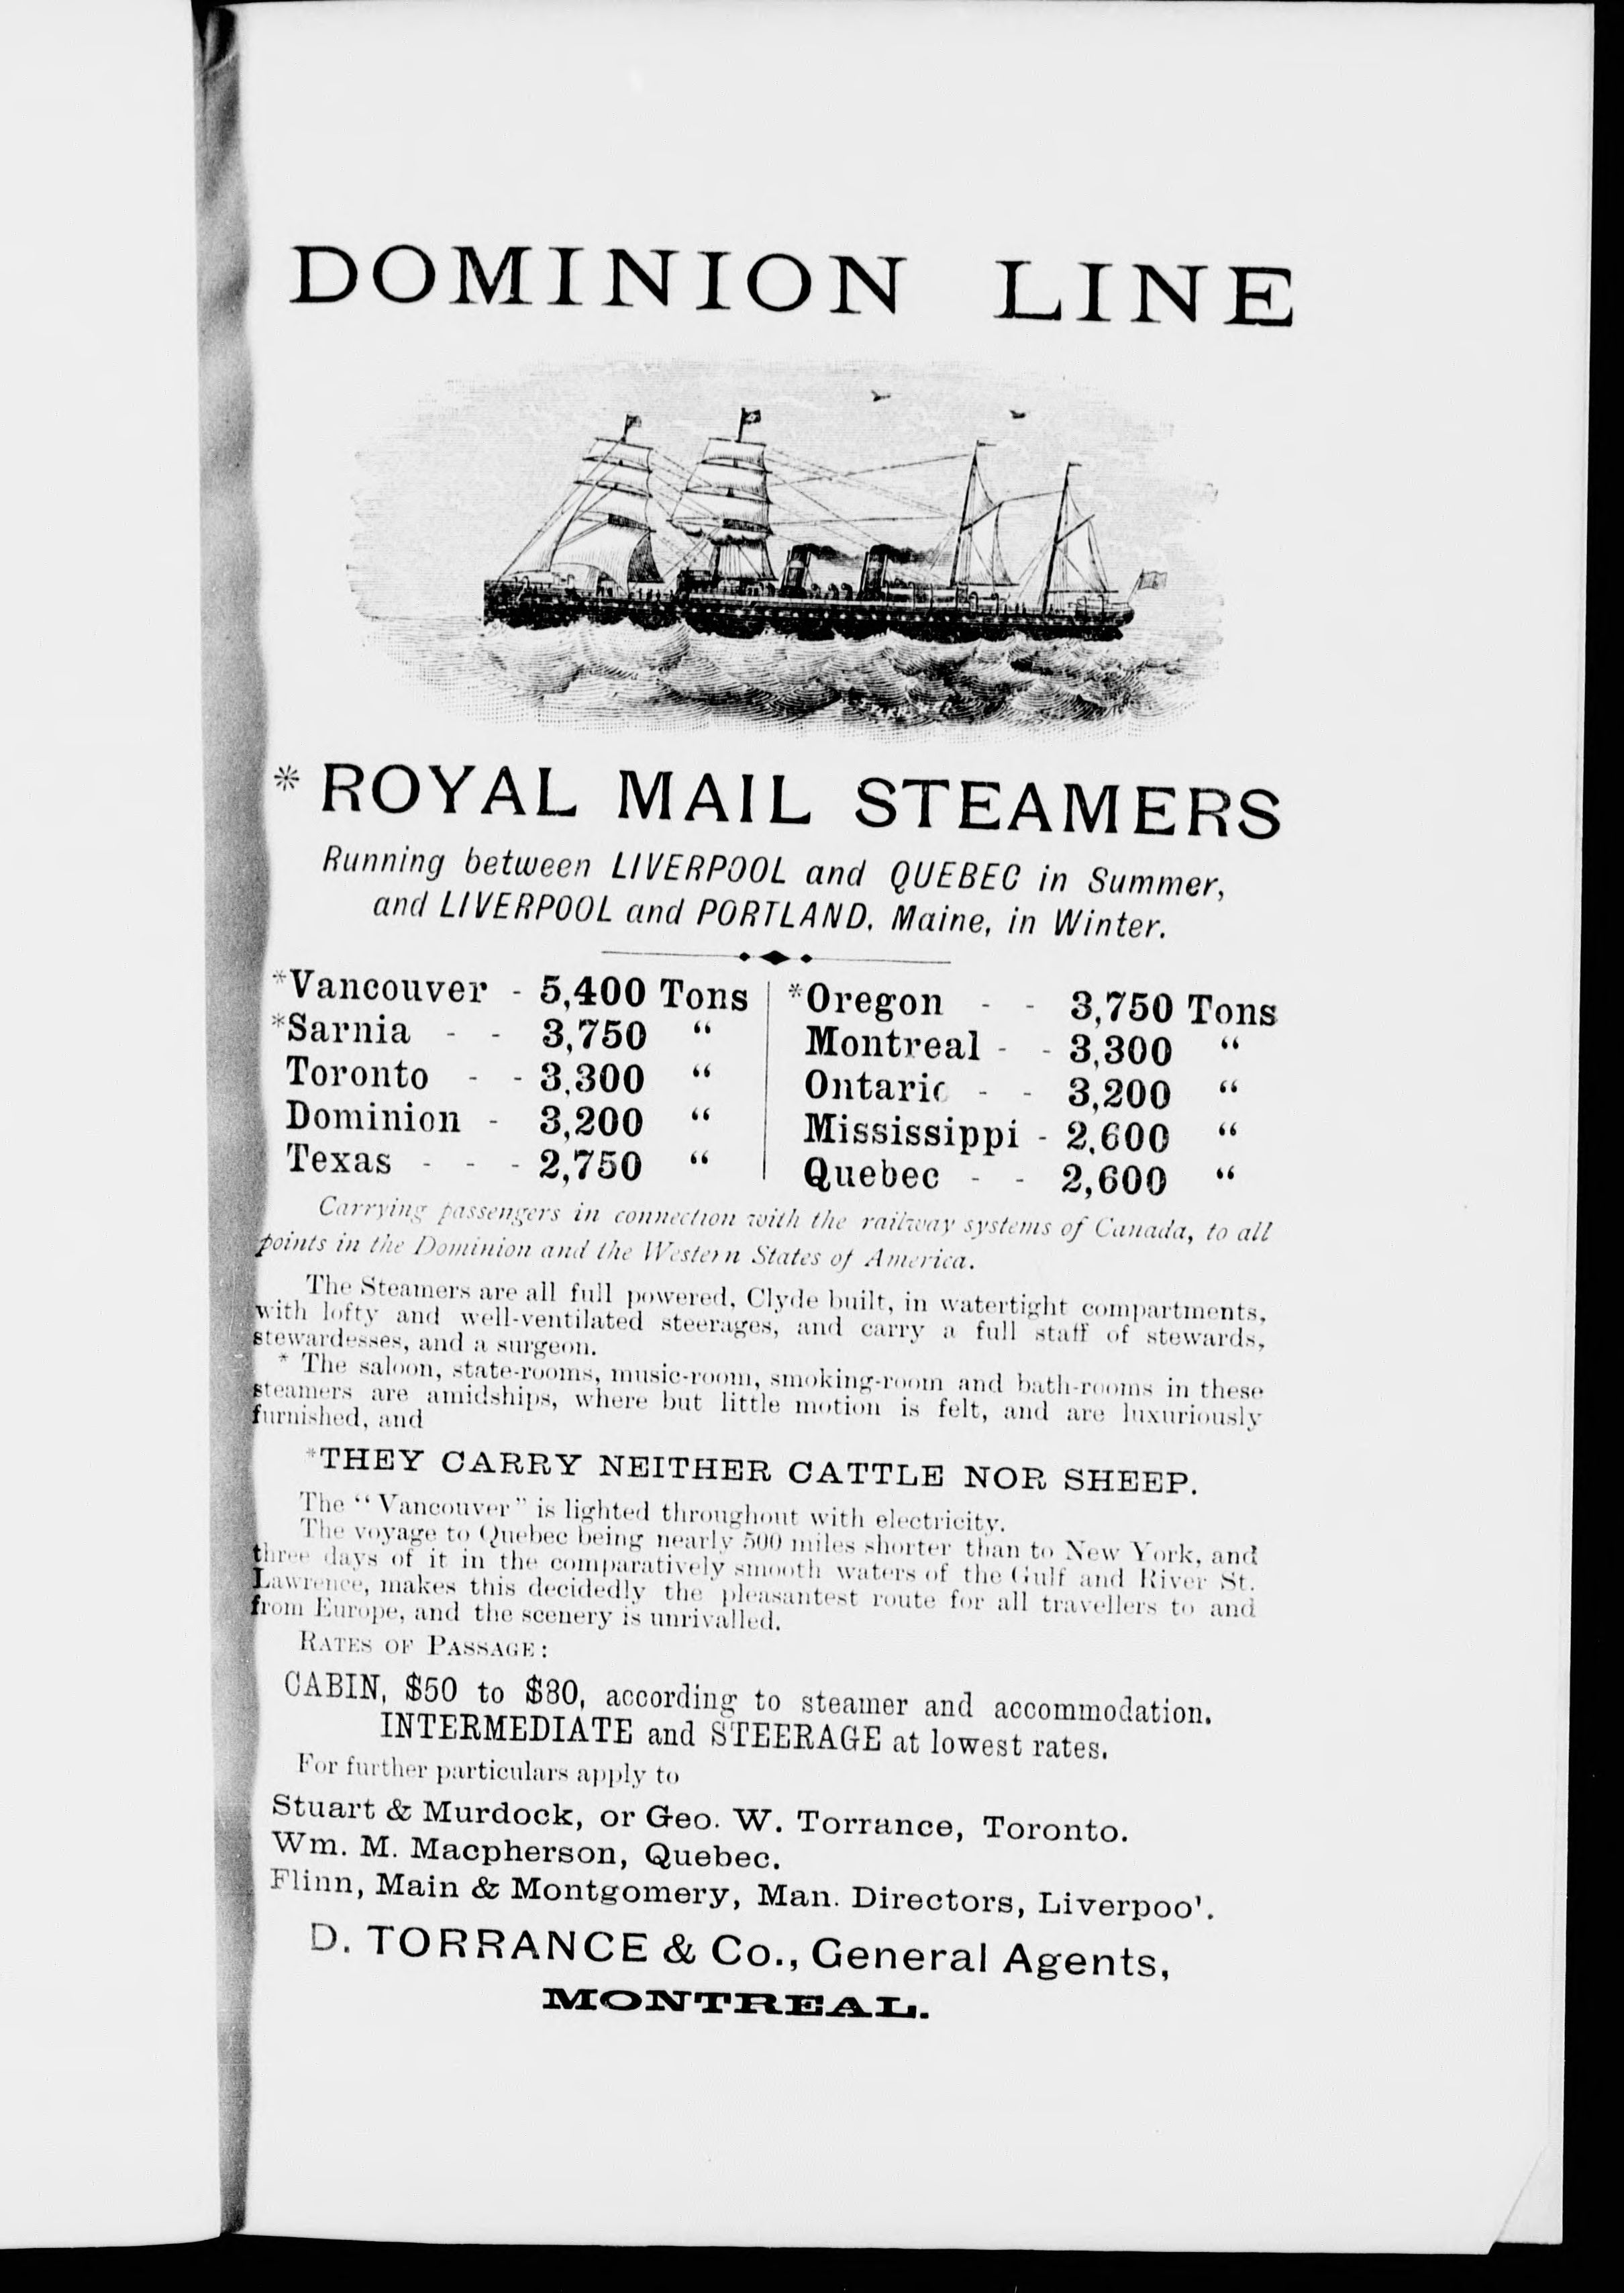 DOMINION LINE
* ROYAL MAIL STEAMERS
Running between LIVERPOOL and QUEBEC in Summer,
and LIVERPOOL and PORTLAND, Maine, in Winter.
*Vancouver - 5,400 Tons
*Sarnia - - 3,750 “
Toronto - - 3,300 “
Dominion - 3,200 “
Texas - - - 2,750 “
*Oregon - - 3,750 Tons
Montreal - - 3,300 “
Ontario - - 3,200 “
Mississippi - 2,600 “
Quebec - - 2,600 “
Carrying passengers in connection with the railway systems of Canada, to all
points in the Dominion and the Western States of America.
The Steamers are all full powered, Clyde built, in watertight compartments,
with lofty and well-ventilated steerages, and carry a full staff of stewards,
stewardesses, and a surgeon.
* The saloon, state-rooms, music-room, smoking-room and bath-rooms in these
steamers are amidships, where but little motion is felt, and are luxuriously
furnished, and
*THEY CARRY NEITHER CATTLE NOR SHEEP.
The “Vancouver” is lighted throughout with electricity.
The voyage to Quebec being nearly 500 miles shorter than to New York, and
three days of it in the comparatively smooth waters of the Gulf and River St.
Lawrence, makes this decidedly the pleasantest route for all travellers to and
from Europe, and the scenery is unrivalled.
RATES OF PASSAGE:
CABIN, $50 to $80, according to steamer and accommodation.
INTERMEDIATE and STEERAGE at lowest rates.
For further particulars apply to
Stuart & Murdock, or Geo. W. Torrance, Toronto.
Wm. M. Macpherson, Quebec.
Flinn, Main & Montgomery, Man. Directors, Liverpoo'.
D. TORRANCE & Co., General Agents,
MONTREAL.